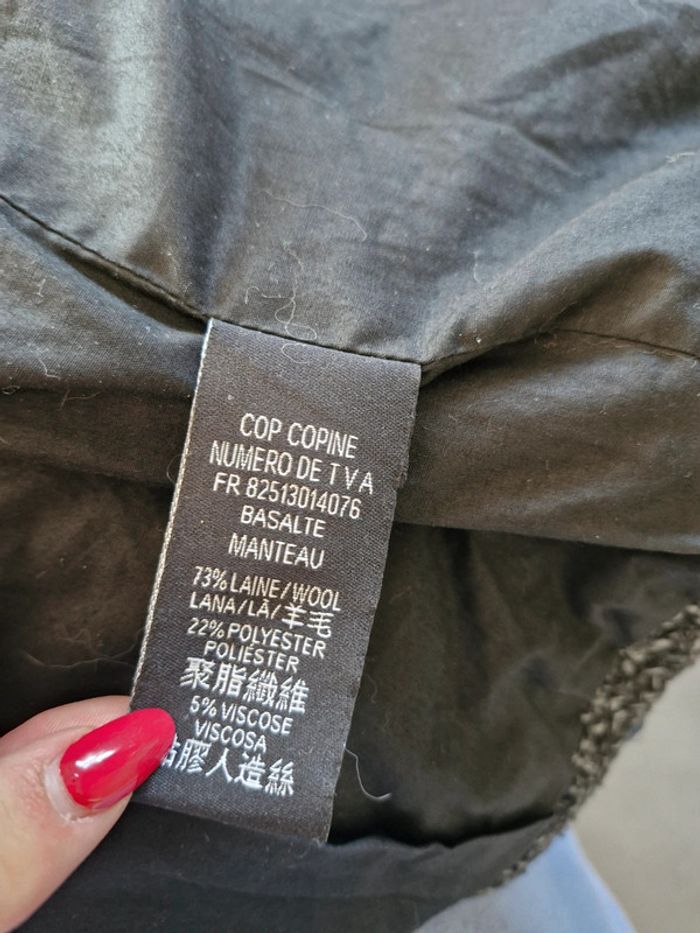 COP COPINE
NUMERO DE T V A
FR 82513014076
BASALTE
MANTEAU
73% LAINE/WOOL
LANA/LÃ/羊毛
22% POLYESTER
POLIÉSTER
聚脂纖維
5% VISCOSE
VISCOSA
膠人造絲